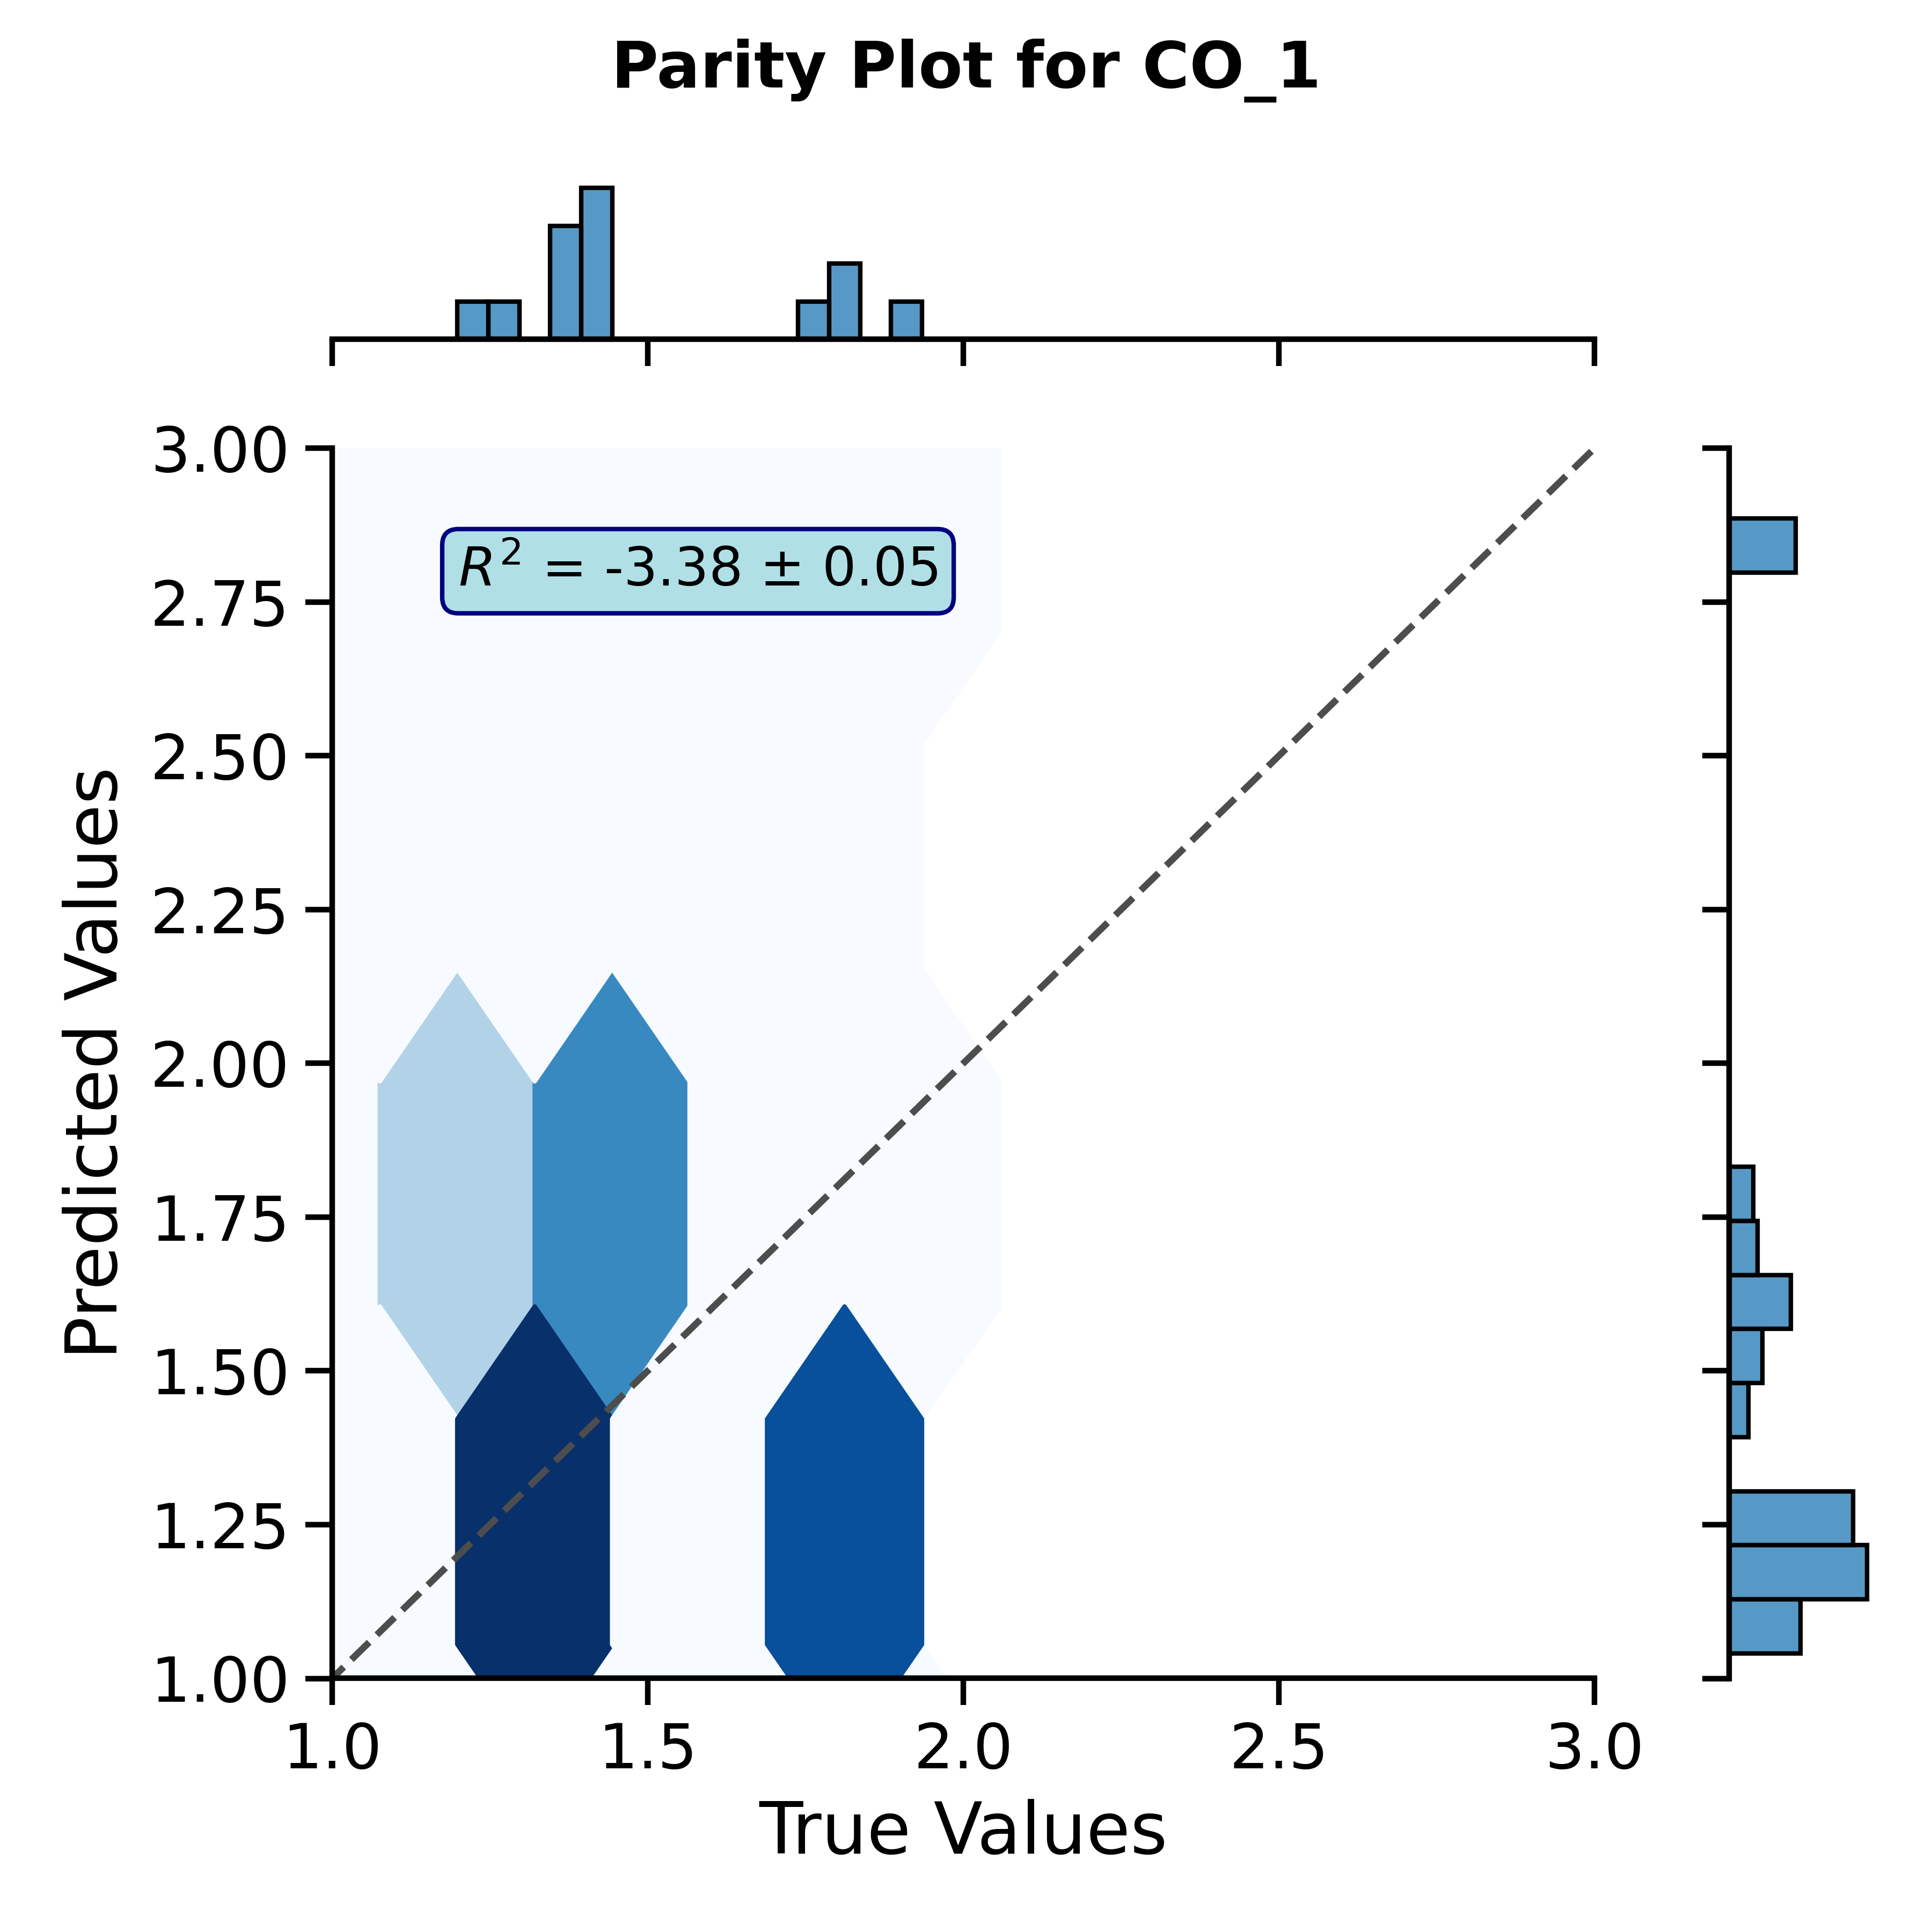 Parity Plot for CO_1
3.00
R² = -3.38 ± 0.05
2.75
2.50
2.25
2.00
1.75
1.50
1.25
1.00
Predicted Values
1.0 1.5 2.0 2.5 3.0
True Values